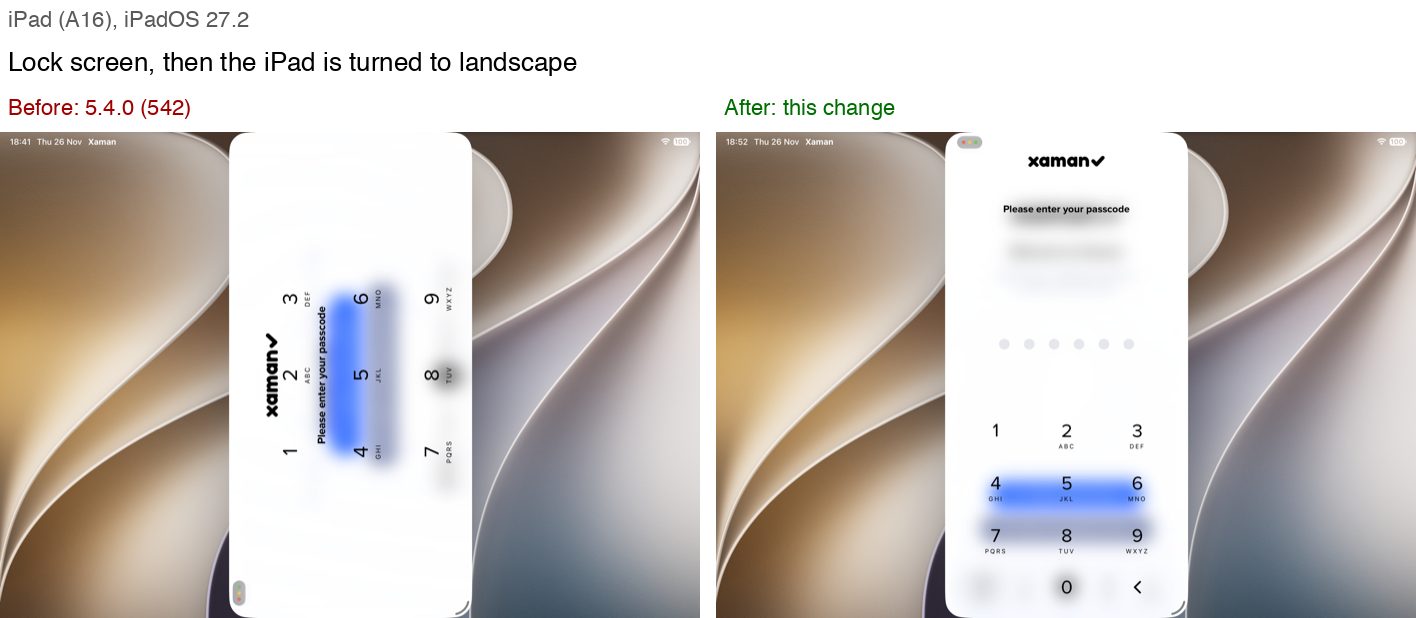 iPad (A16), iPadOS 27.2
Lock screen, then the iPad is turned to landscape
Before: 5.4.0 (542)
18:41 Thu 26 Nov Xaman
100
xaman
Please enter your passcode
1
2 ABC
3 DEF
4 GHI
5 JKL
6 MNO
7 PQRS
8 TUV
9 WXYZ
After: this change
18:52 Thu 26 Nov Xaman
100
xaman
Please enter your passcode
1 2 3
ABC DEF
4 5 6
GHI JKL MNO
7 8 9
PQRS TUV WXYZ
0